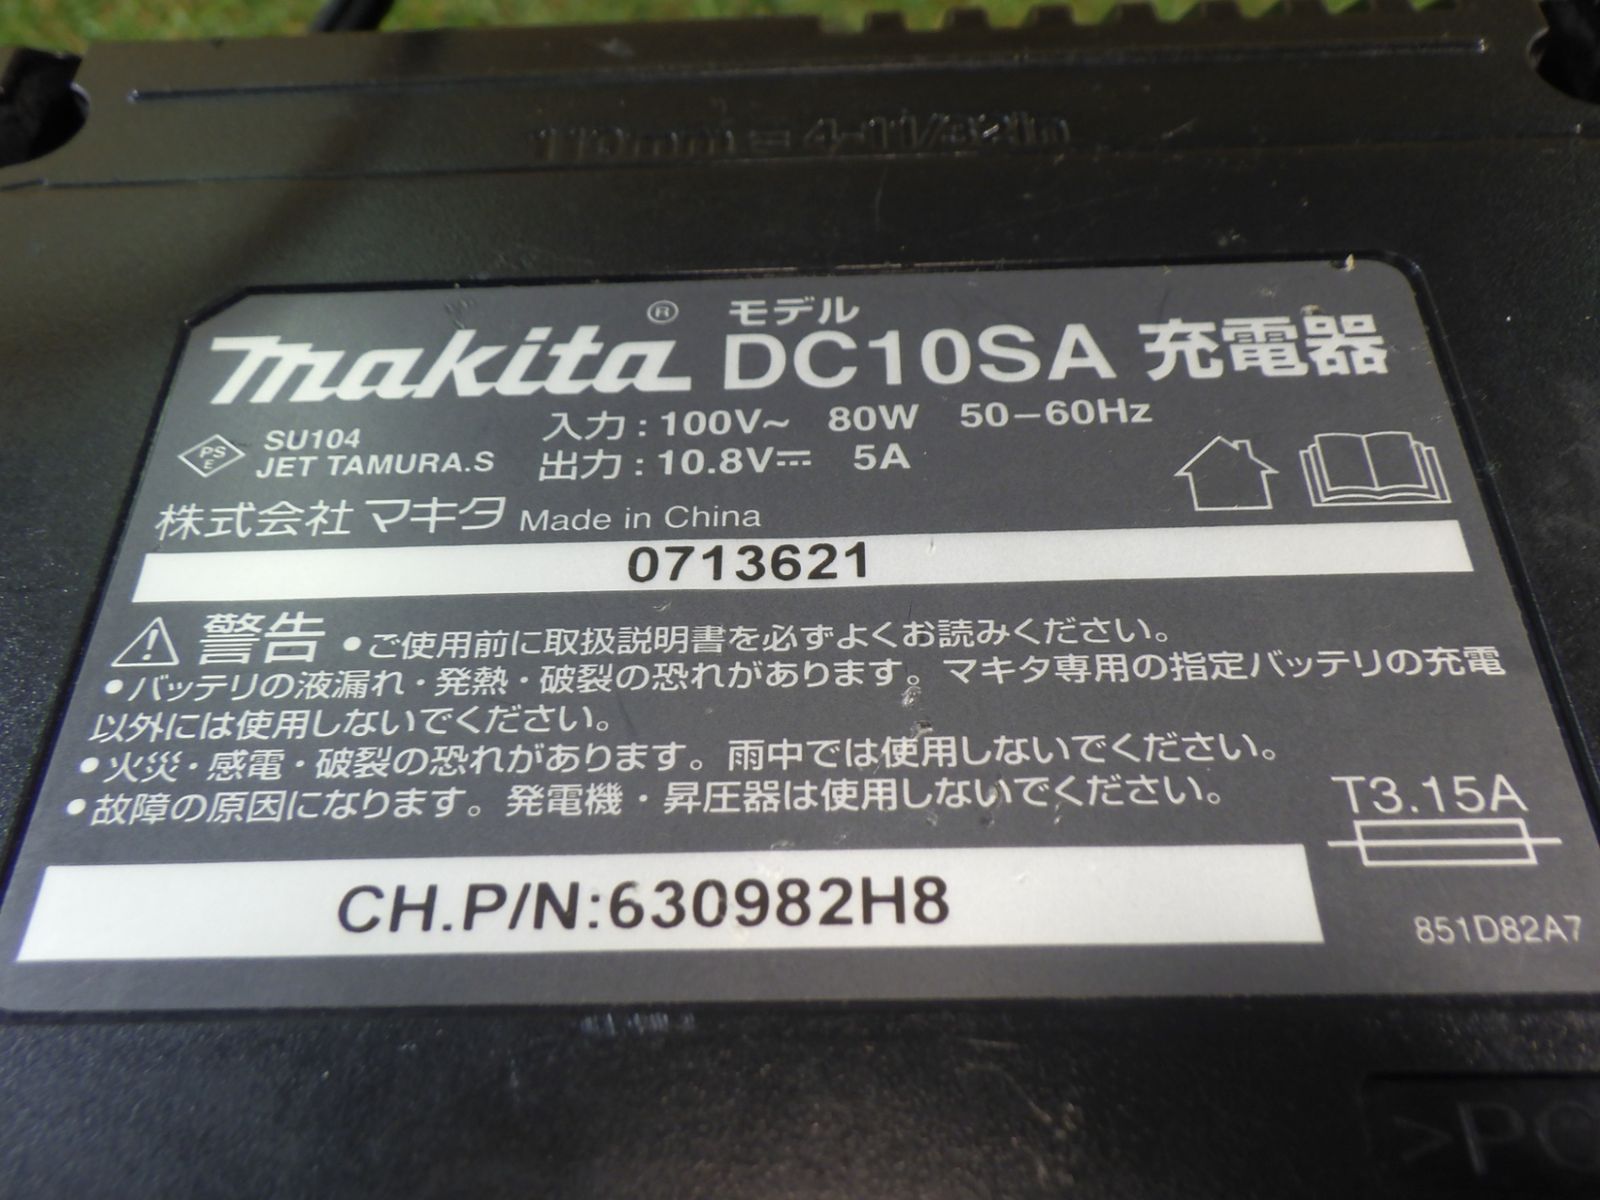 110mm = 4-11/32in
makita® モデル DC10SA 充電器
入力 : 100V~ 80W 50-60Hz
出力 : 10.8V⎓ 5A
PS E SU104
JET TAMURA.S
株式会社マキタ Made in China
0713621
⚠ 警告 ●ご使用前に取扱説明書を必ずよくお読みください。
●バッテリの液漏れ・発熱・破裂の恐れがあります。マキタ専用の指定バッテリの充電
以外には使用しないでください。
●火災・感電・破裂の恐れがあります。雨中では使用しないでください。
●故障の原因になります。発電機・昇圧器は使用しないでください。
T3.15A
CH.P/N:630982H8
851D82A7